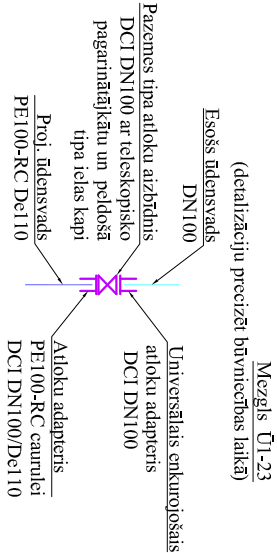 Mezgls Ū1-23
(detalizāciju precizēt būvniecības laikā)
Esošs ūdensvads
DN100
Pazemes tipa atloku aizbīdnis
DCI DN100 ar teleskopisko
pagarinātājkātu un peldošā
tipa ielas kapi
Proj. ūdensvads
PE100-RC De110
Universālais enkurojošais
atloku adapteris
DCI DN100
Atloku adapteris
PE100-RC caurulei
DCI DN100/De110